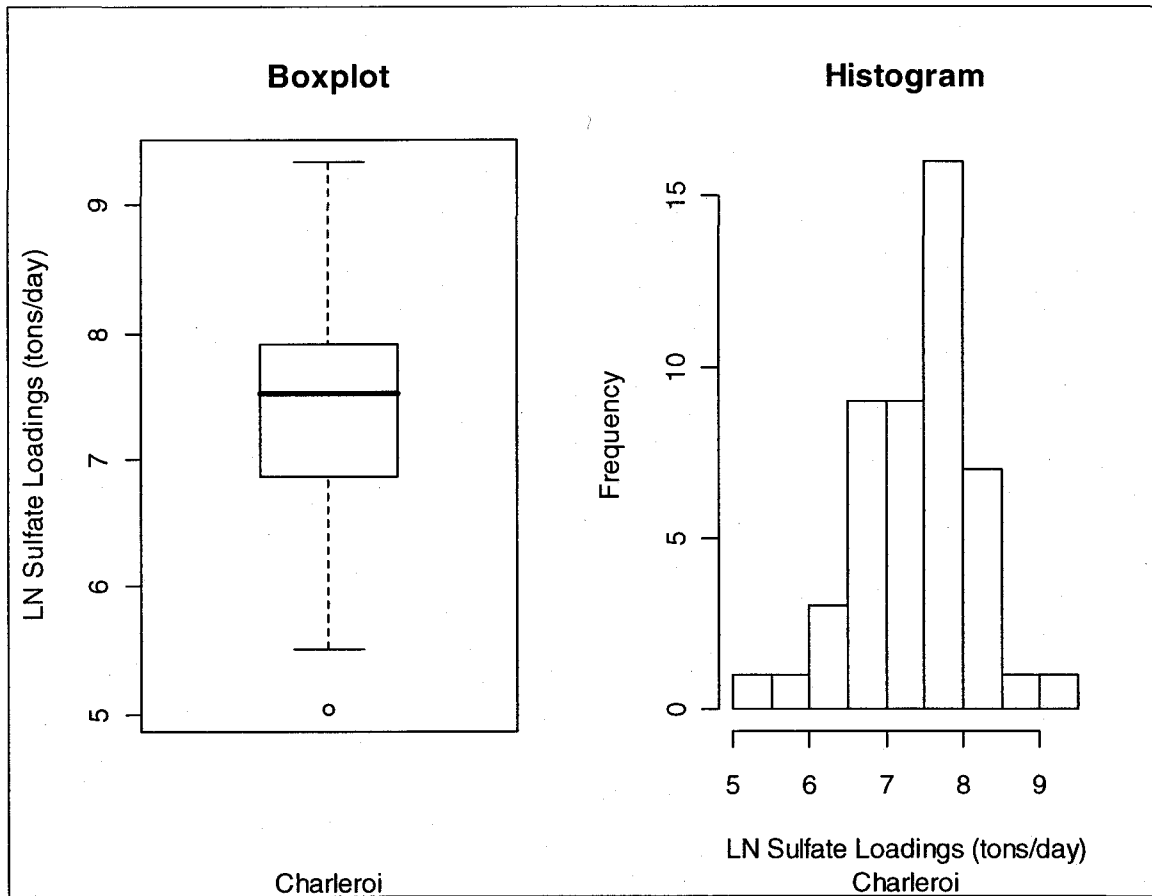 Boxplot
LN Sulfate Loadings (tons/day)
9
8
7
6
5
Charleroi
Histogram
Frequency
15
10
5
0
5 6 7 8 9
LN Sulfate Loadings (tons/day)
Charleroi